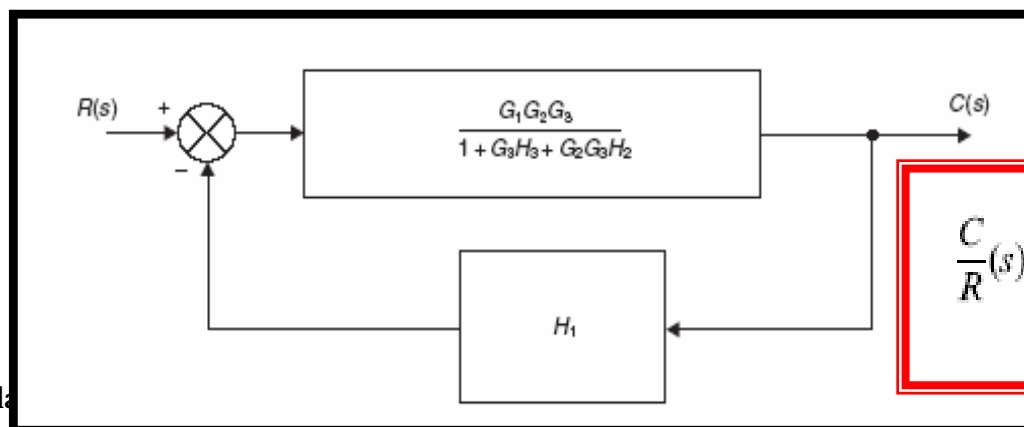 R(s) + G₁G₂G₃ C(s)
1 + G₃H₃ + G₂G₃H₂
−
C
R (s)
H₁